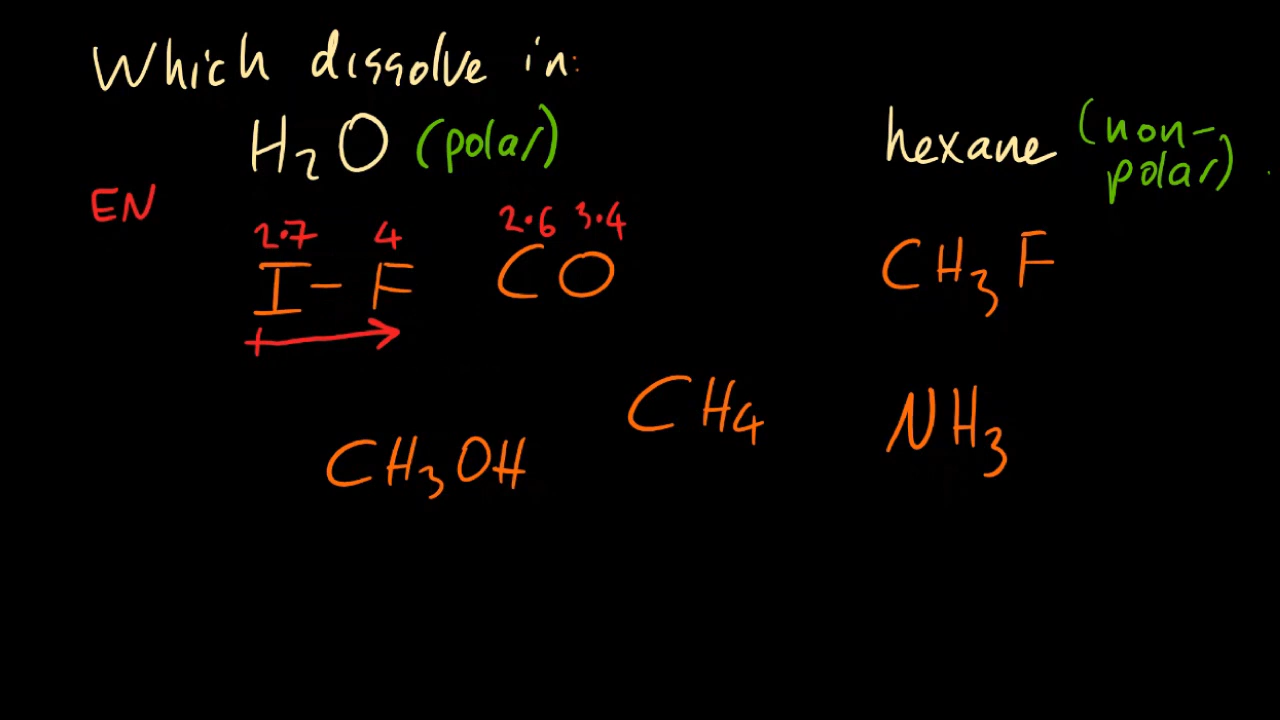 Which dissolve in:
H₂O (polar) hexane (non-
polar)
EN
2.7 4 2.6 3.4
I–F CO CH₃F
CH₄ NH₃
CH₃OH